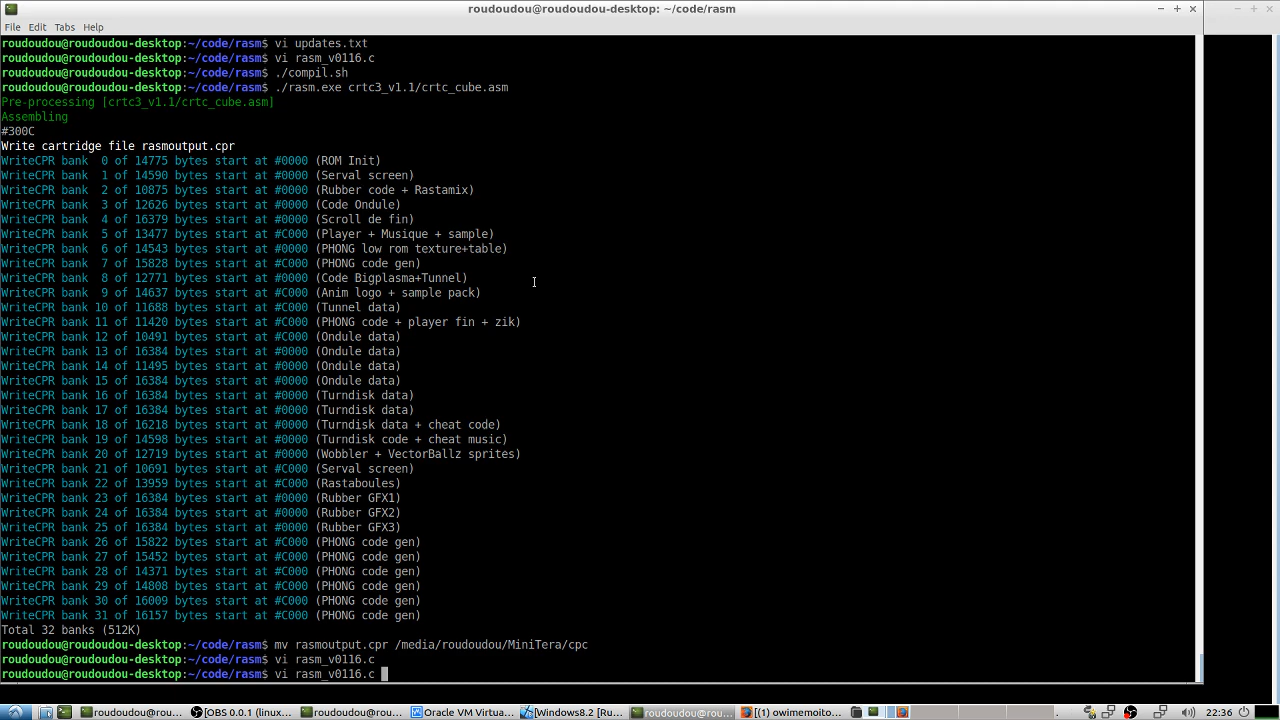 roudoudou@roudoudou-desktop: ~/code/rasm
File Edit Tabs Help
roudoudou@roudoudou-desktop:~/code/rasm$ vi updates.txt
roudoudou@roudoudou-desktop:~/code/rasm$ vi rasm_v0116.c
roudoudou@roudoudou-desktop:~/code/rasm$ ./compil.sh
roudoudou@roudoudou-desktop:~/code/rasm$ ./rasm.exe crtc3_v1.1/crtc_cube.asm
Pre-processing [crtc3_v1.1/crtc_cube.asm]
Assembling
#300C
Write cartridge file rasmoutput.cpr
WriteCPR bank  0 of 14775 bytes start at #0000 (ROM Init)
WriteCPR bank  1 of 14590 bytes start at #0000 (Serval screen)
WriteCPR bank  2 of 10875 bytes start at #0000 (Rubber code + Rastamix)
WriteCPR bank  3 of 12626 bytes start at #0000 (Code Ondule)
WriteCPR bank  4 of 16379 bytes start at #0000 (Scroll de fin)
WriteCPR bank  5 of 13477 bytes start at #C000 (Player + Musique + sample)
WriteCPR bank  6 of 14543 bytes start at #0000 (PHONG low rom texture+table)
WriteCPR bank  7 of 15828 bytes start at #C000 (PHONG code gen)
WriteCPR bank  8 of 12771 bytes start at #0000 (Code Bigplasma+Tunnel)
WriteCPR bank  9 of 14637 bytes start at #C000 (Anim logo + sample pack)
WriteCPR bank 10 of 11688 bytes start at #C000 (Tunnel data)
WriteCPR bank 11 of 11420 bytes start at #C000 (PHONG code + player fin + zik)
WriteCPR bank 12 of 10491 bytes start at #C000 (Ondule data)
WriteCPR bank 13 of 16384 bytes start at #0000 (Ondule data)
WriteCPR bank 14 of 11495 bytes start at #0000 (Ondule data)
WriteCPR bank 15 of 16384 bytes start at #0000 (Ondule data)
WriteCPR bank 16 of 16384 bytes start at #0000 (Turndisk data)
WriteCPR bank 17 of 16384 bytes start at #0000 (Turndisk data)
WriteCPR bank 18 of 16218 bytes start at #0000 (Turndisk data + cheat code)
WriteCPR bank 19 of 14598 bytes start at #0000 (Turndisk code + cheat music)
WriteCPR bank 20 of 12719 bytes start at #0000 (Wobbler + VectorBallz sprites)
WriteCPR bank 21 of 10691 bytes start at #C000 (Serval screen)
WriteCPR bank 22 of 13959 bytes start at #C000 (Rastaboules)
WriteCPR bank 23 of 16384 bytes start at #0000 (Rubber GFX1)
WriteCPR bank 24 of 16384 bytes start at #0000 (Rubber GFX2)
WriteCPR bank 25 of 16384 bytes start at #0000 (Rubber GFX3)
WriteCPR bank 26 of 15822 bytes start at #C000 (PHONG code gen)
WriteCPR bank 27 of 15452 bytes start at #C000 (PHONG code gen)
WriteCPR bank 28 of 14371 bytes start at #C000 (PHONG code gen)
WriteCPR bank 29 of 14808 bytes start at #C000 (PHONG code gen)
WriteCPR bank 30 of 16009 bytes start at #C000 (PHONG code gen)
WriteCPR bank 31 of 16157 bytes start at #C000 (PHONG code gen)
Total 32 banks (512K)
roudoudou@roudoudou-desktop:~/code/rasm$ mv rasmoutput.cpr /media/roudoudou/MiniTera/cpc
roudoudou@roudoudou-desktop:~/code/rasm$ vi rasm_v0116.c
roudoudou@roudoudou-desktop:~/code/rasm$ vi rasm_v0116.c
roudoudou@rou... [OBS 0.0.1 (linux... roudoudou@rou... Oracle VM Virtua... [Windows8.2 [Ru... roudoudou@rou... [(1) owimemoito... 22:36